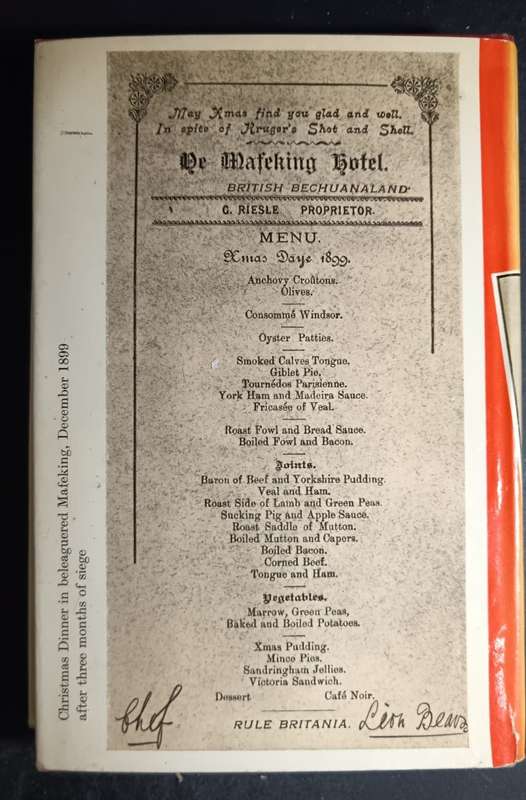 May Xmas find you glad and well.
In spite of Kruger's Shot and Shell.
Ye Mafeking Hotel.
BRITISH BECHUANALAND
C. RIESLE PROPRIETOR.
MENU.
Xmas Daye 1899.
Anchovy Croûtons.
Olives.
Consommé Windsor.
Oyster Patties.
Smoked Calves Tongue.
Giblet Pie.
Tournédos Parisienne.
York Ham and Madeira Sauce.
Fricasée of Veal.
Roast Fowl and Bread Sauce.
Boiled Fowl and Bacon.
Joints.
Baron of Beef and Yorkshire Pudding.
Veal and Ham.
Roast Side of Lamb and Green Peas.
Sucking Pig and Apple Sauce.
Roast Saddle of Mutton.
Boiled Mutton and Capers.
Boiled Bacon.
Corned Beef.
Tongue and Ham.
Vegetables.
Marrow, Green Peas,
Baked and Boiled Potatoes.
Xmas Pudding.
Mince Pies.
Sandringham Jellies.
Victoria Sandwich.
Dessert Café Noir.
Chef RULE BRITANIA. Léon
Christmas Dinner in beleaguered Mafeking, December 1899
after three months of siege